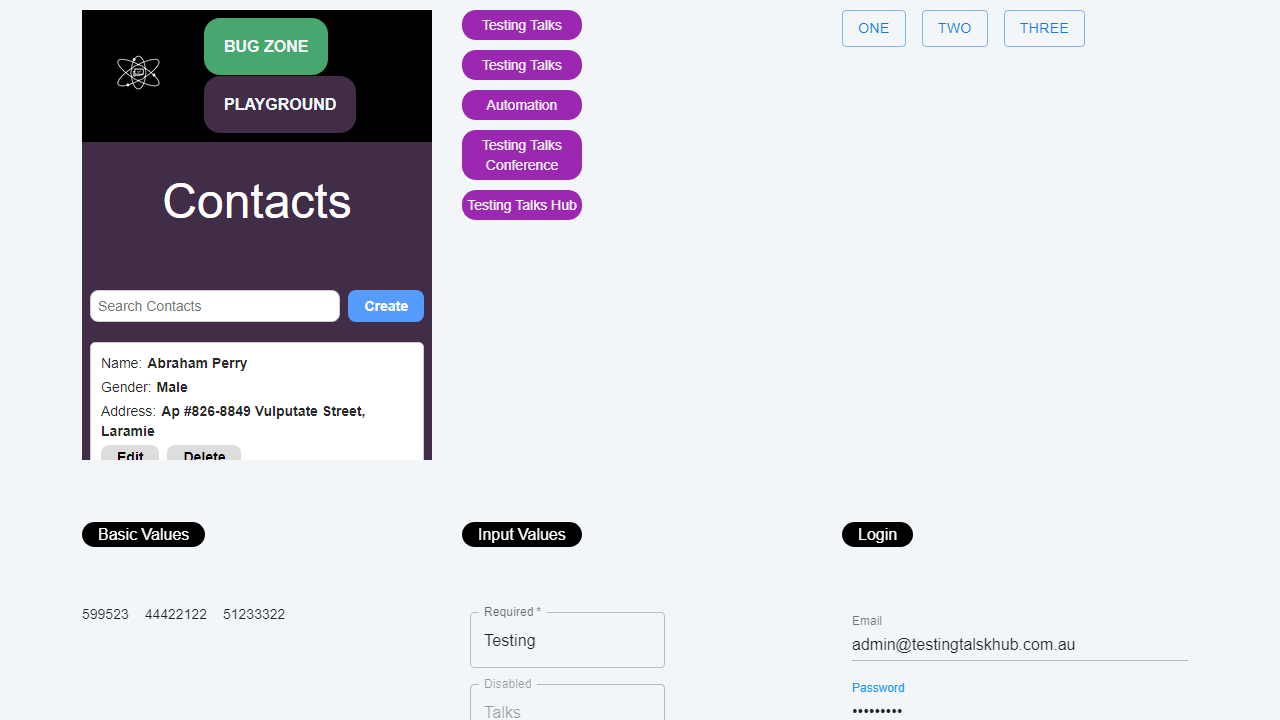 BUG ZONE
PLAYGROUND
Contacts
Search Contacts
Create
Name: Abraham Perry
Gender: Male
Address: Ap #826-8849 Vulputate Street,
Laramie
Edit Delete
Testing Talks
Testing Talks
Automation
Testing Talks
Conference
Testing Talks Hub
ONE TWO THREE
Basic Values
599523 44422122 51233322
Input Values
Required *
Testing
Disabled
Talks
Login
Email
admin@testingtalskhub.com.au
Password
•••••••••